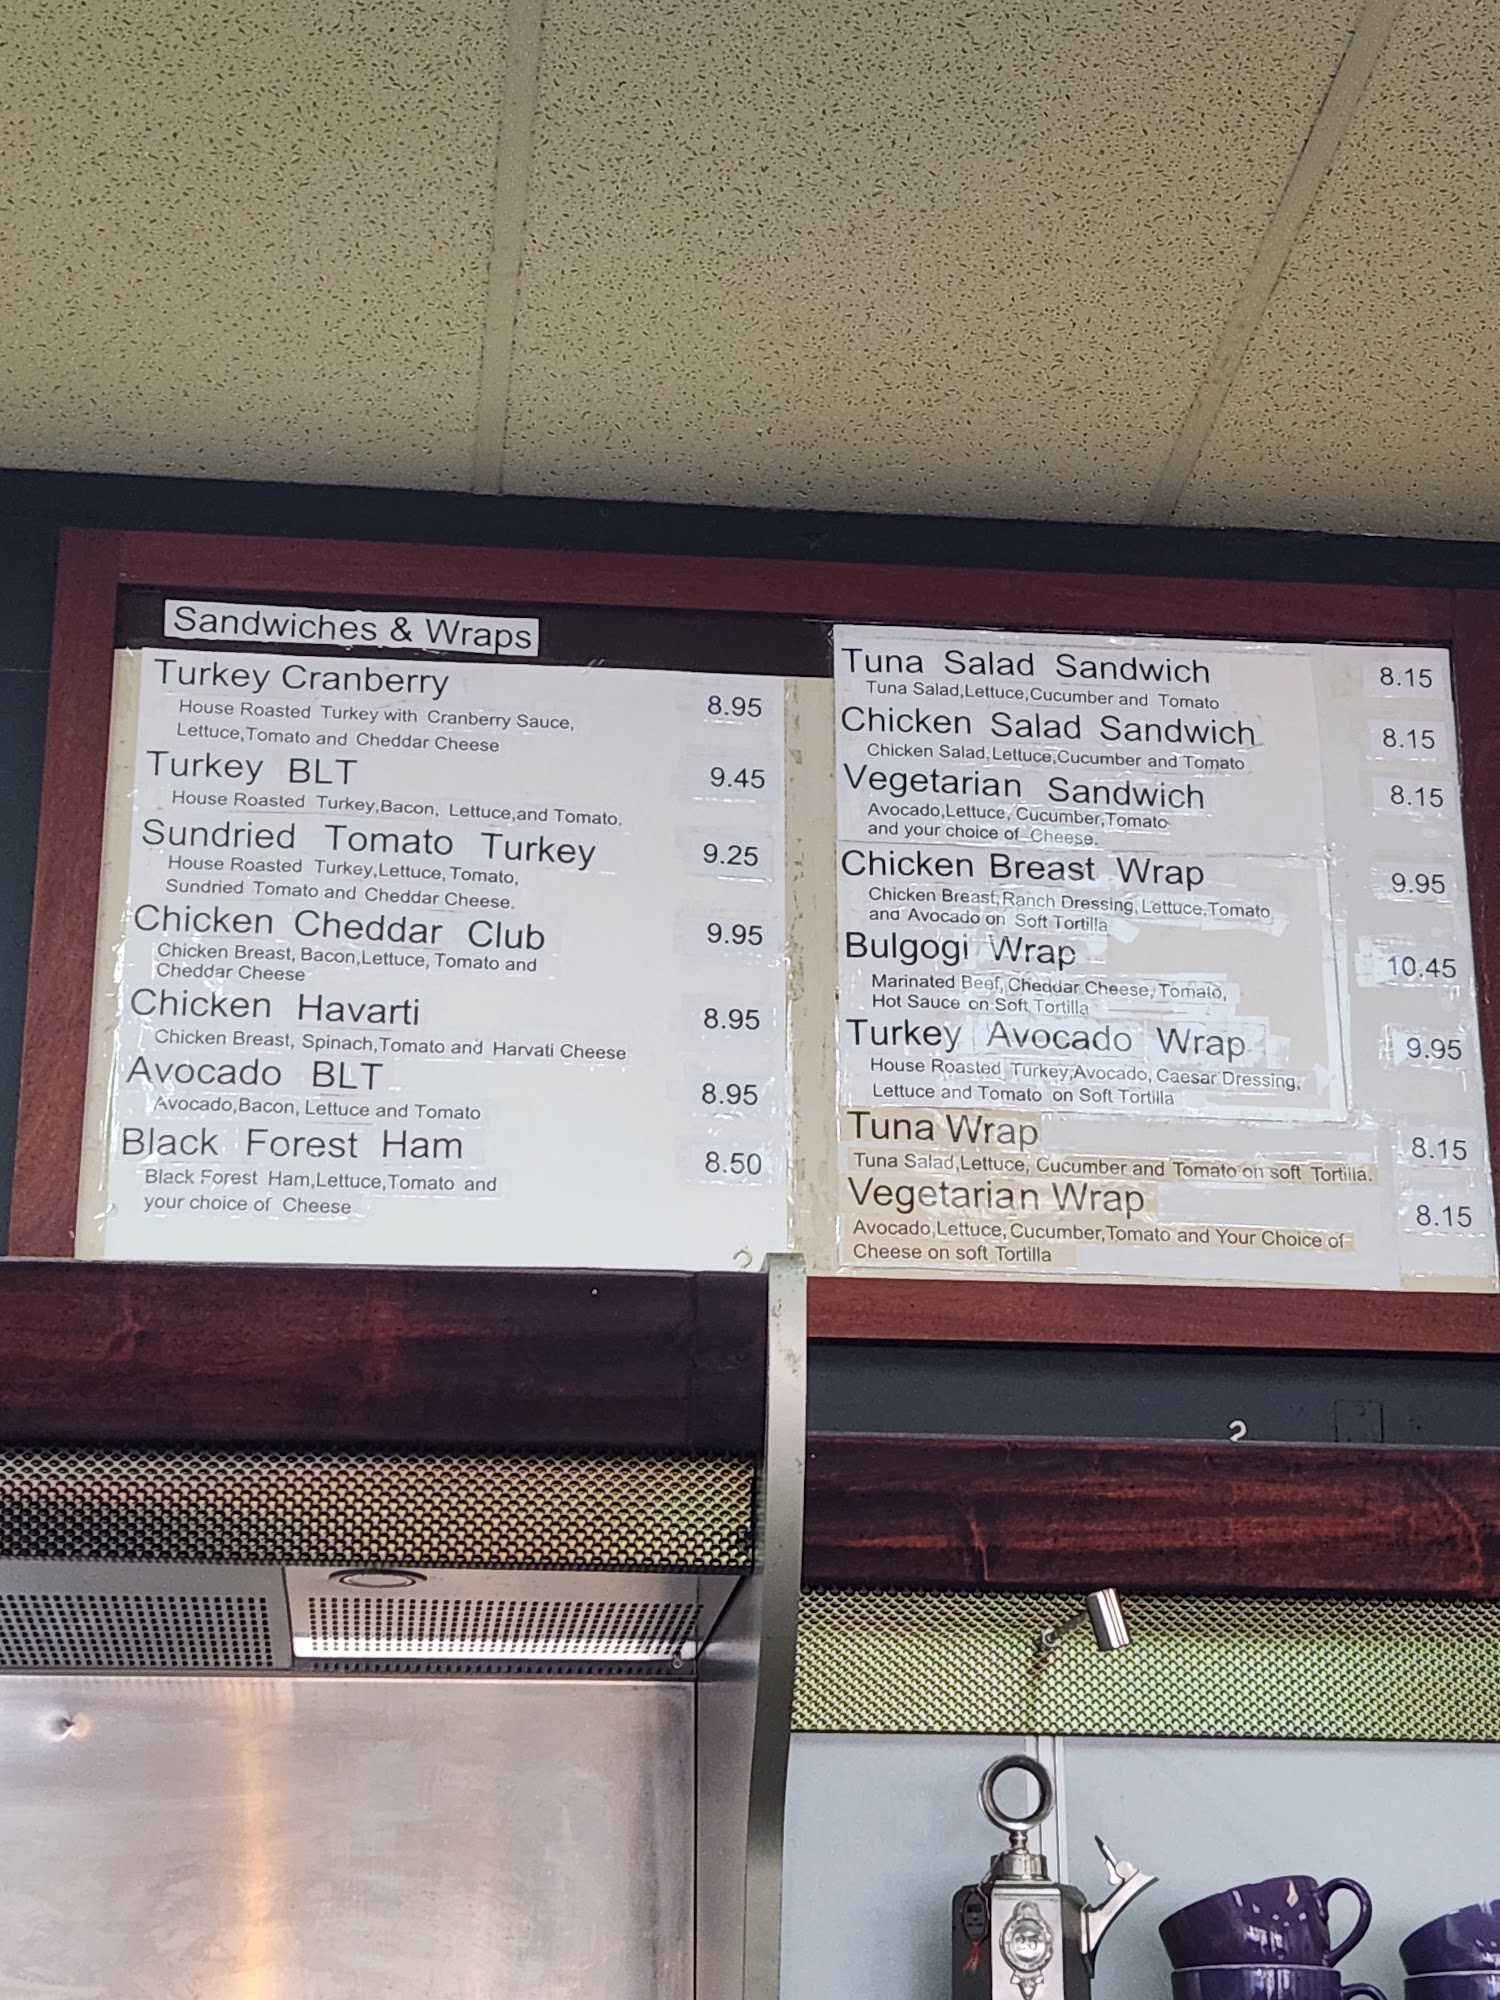 Sandwiches & Wraps
Turkey Cranberry 8.95
House Roasted Turkey with Cranberry Sauce,
Lettuce,Tomato and Cheddar Cheese
Turkey BLT 9.45
House Roasted Turkey,Bacon, Lettuce,and Tomato.
Sundried Tomato Turkey 9.25
House Roasted Turkey,Lettuce,Tomato,
Sundried Tomato and Cheddar Cheese.
Chicken Cheddar Club 9.95
Chicken Breast, Bacon,Lettuce, Tomato and
Cheddar Cheese
Chicken Havarti 8.95
Chicken Breast, Spinach,Tomato and Harvati Cheese
Avocado BLT 8.95
Avocado,Bacon, Lettuce and Tomato
Black Forest Ham 8.50
Black Forest Ham,Lettuce,Tomato and
your choice of Cheese
Tuna Salad Sandwich 8.15
Tuna Salad,Lettuce,Cucumber and Tomato
Chicken Salad Sandwich 8.15
Chicken Salad,Lettuce,Cucumber and Tomato
Vegetarian Sandwich 8.15
Avocado,Lettuce, Cucumber,Tomato
and your choice of Cheese.
Chicken Breast Wrap 9.95
Chicken Breast,Ranch Dressing, Lettuce,Tomato
and Avocado on Soft Tortilla
Bulgogi Wrap 10.45
Marinated Beef, Cheddar Cheese, Tomato,
Hot Sauce on Soft Tortilla
Turkey Avocado Wrap 9.95
House Roasted Turkey,Avocado, Caesar Dressing,
Lettuce and Tomato on Soft Tortilla
Tuna Wrap 8.15
Tuna Salad,Lettuce, Cucumber and Tomato on soft Tortilla.
Vegetarian Wrap 8.15
Avocado,Lettuce, Cucumber,Tomato and Your Choice of
Cheese on soft Tortilla